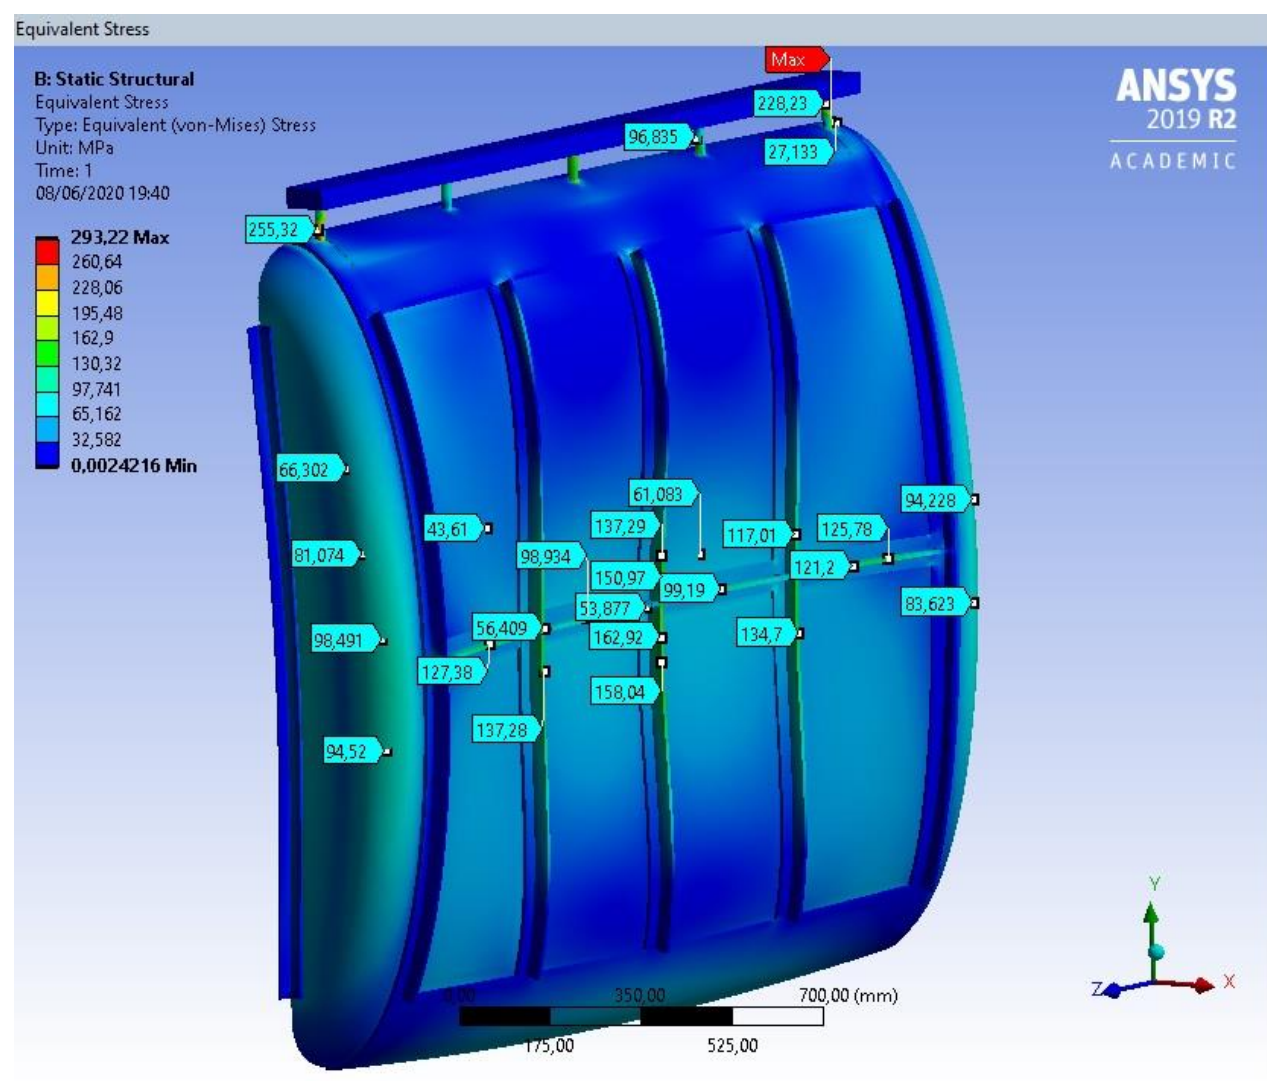 Equivalent Stress
B: Static Structural
Equivalent Stress
Type: Equivalent (von-Mises) Stress
Unit: MPa
Time: 1
08/06/2020 19:40
293,22 Max
260,64
228,06
195,48
162,9
130,32
97,741
65,162
32,582
0,0024216 Min
ANSYS
2019 R2
ACADEMIC
Max
228,23
96,835
27,133
255,32
66,302
61,083
94,228
43,61
137,29
117,01
125,78
81,074
98,934
121,2
150,97
99,19
53,877
83,623
98,491
56,409
162,92
134,7
127,38
158,04
137,28
94,52
0,00
350,00
700,00 (mm)
175,00
525,00
Y
Z
X